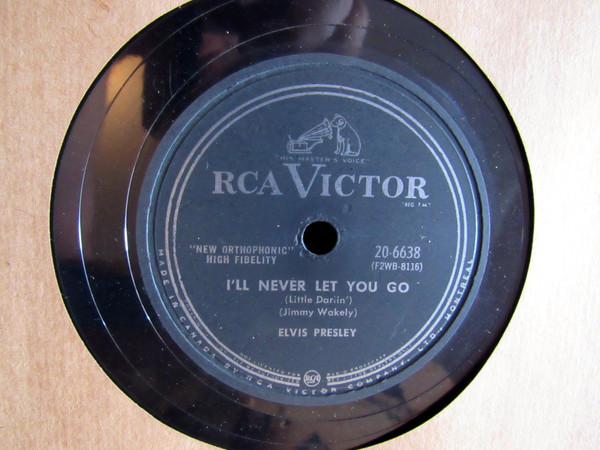 "HIS MASTER'S VOICE"
RCA VICTOR
"NEW ORTHOPHONIC"
HIGH FIDELITY
20-6638
(F2WB-8116)
I'LL NEVER LET YOU GO
(Little Darlin')
(Jimmy Wakely)
ELVIS PRESLEY
MADE IN CANADA BY RCA VICTOR COMPANY, LTD., MONTREAL
RCA